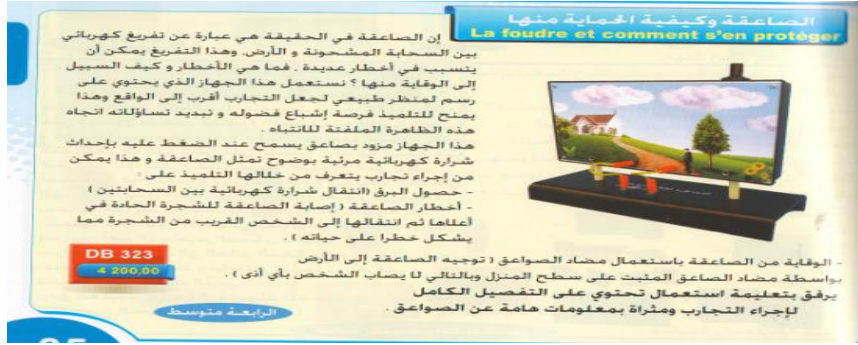 الصاعقة وكيفية الحماية منها
La foudre et comment s'en protéger
إن الصاعقة في الحقيقة هي عبارة عن تفريغ كهربائي
بين السحابة المشحونة و الأرض. وهذا التفريغ يمكن أن
يتسبب في أخطار عديدة . فما هي الأخطار و كيف السبيل
إلى الوقاية منها ؟ نستعمل هذا الجهاز الذي يحتوي على
رسم لمنظر طبيعي لجعل التجارب أقرب إلى الواقع وهذا
يمنح للتلميذ فرصة إشباع فضوله و تبديد تساؤلاته اتجاه
هذه الظاهرة الملفتة للانتباه .
هذا الجهاز مزود بصاعق يسمح عند الضغط عليه بإحداث
شرارة كهربائية مرئية بوضوح تمثل الصاعقة و هذا يمكن
من إجراء تجارب يتعرف من خلالها التلميذ على :
- حصول البرق (انتقال شرارة كهربائية بين السحابتين )
- أخطار الصاعقة ( إصابة الصاعقة للشجرة الحادة في
أعلاها ثم انتقالها إلى الشخص القريب من الشجرة مما
يشكل خطرا على حياته ) .
- الوقاية من الصاعقة باستعمال مضاد الصواعق ( توجيه الصاعقة إلى الأرض
بواسطة مضاد الصاعق المثبت على سطح المنزل وبالتالي لا يصاب الشخص بأي أذى ) .
يرفق بتعليمة استعمال تحتوي على التفصيل الكامل
لإجراء التجارب ومثراة بمعلومات هامة عن الصواعق .
DB 323
4 200,00
الرابعة متوسط